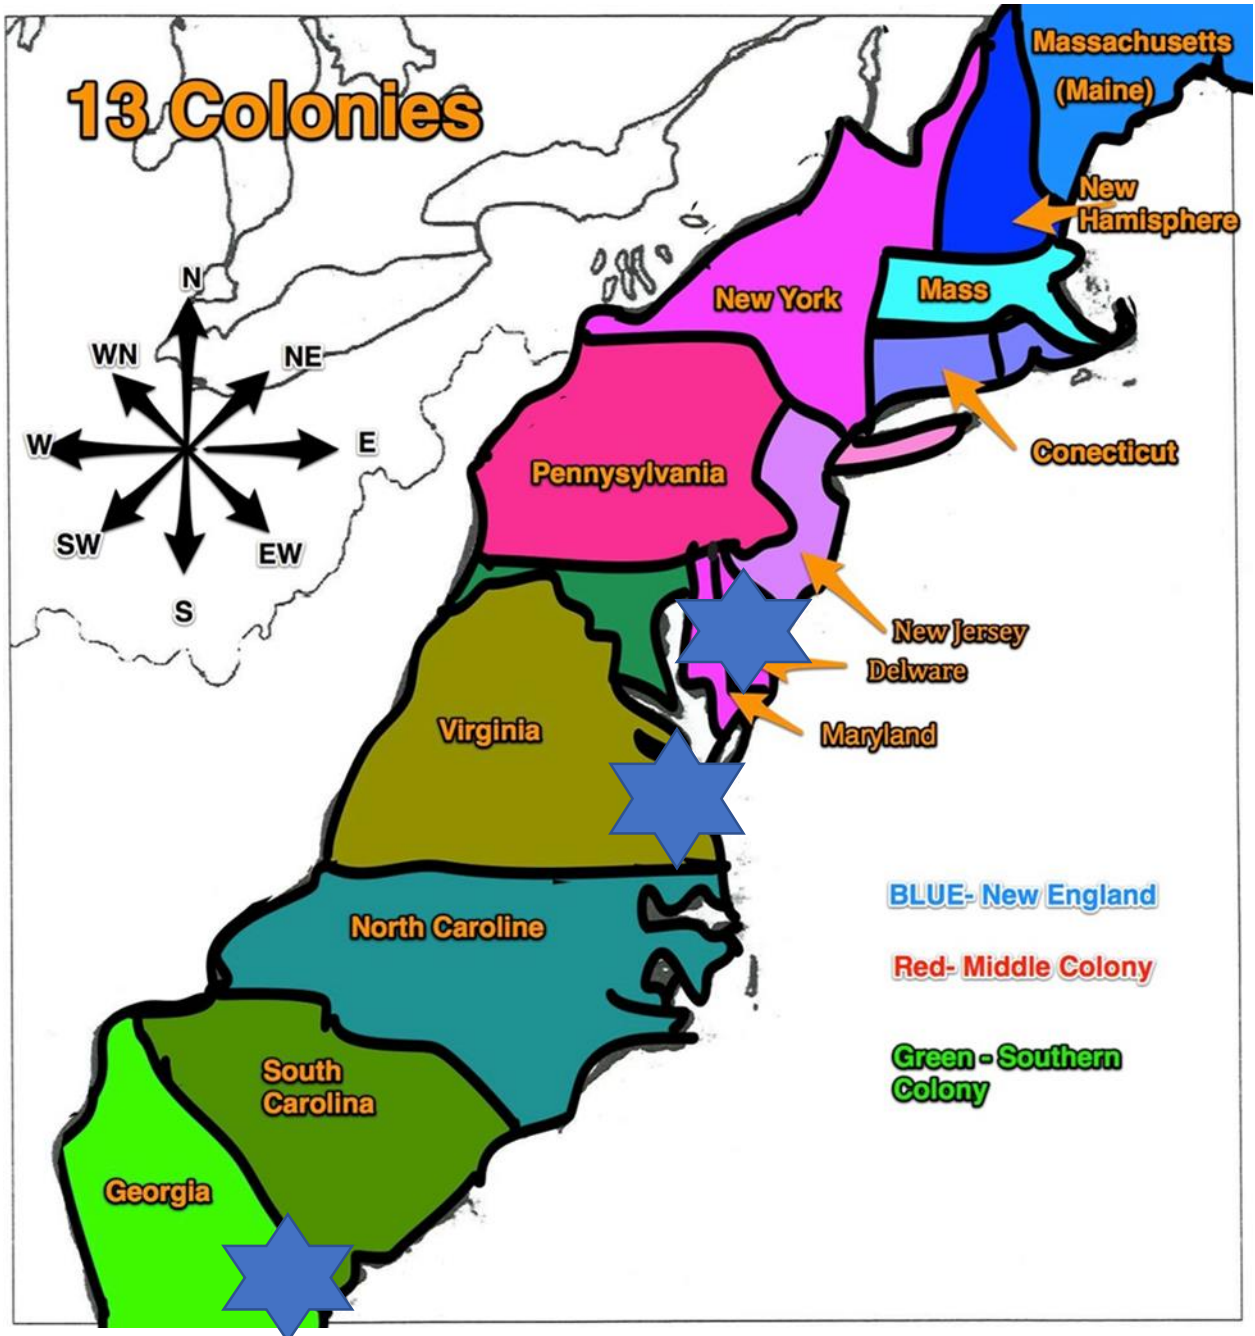 13 Colonies
Massachusetts
(Maine)
New
Hamisphere
New York
Mass
N
WN
NE
W
E
SW
EW
S
Pennysylvania
Conecticut
New Jersey
Delware
Maryland
Virginia
North Caroline
South
Carolina
Georgia
BLUE- New England
Red- Middle Colony
Green - Southern
Colony